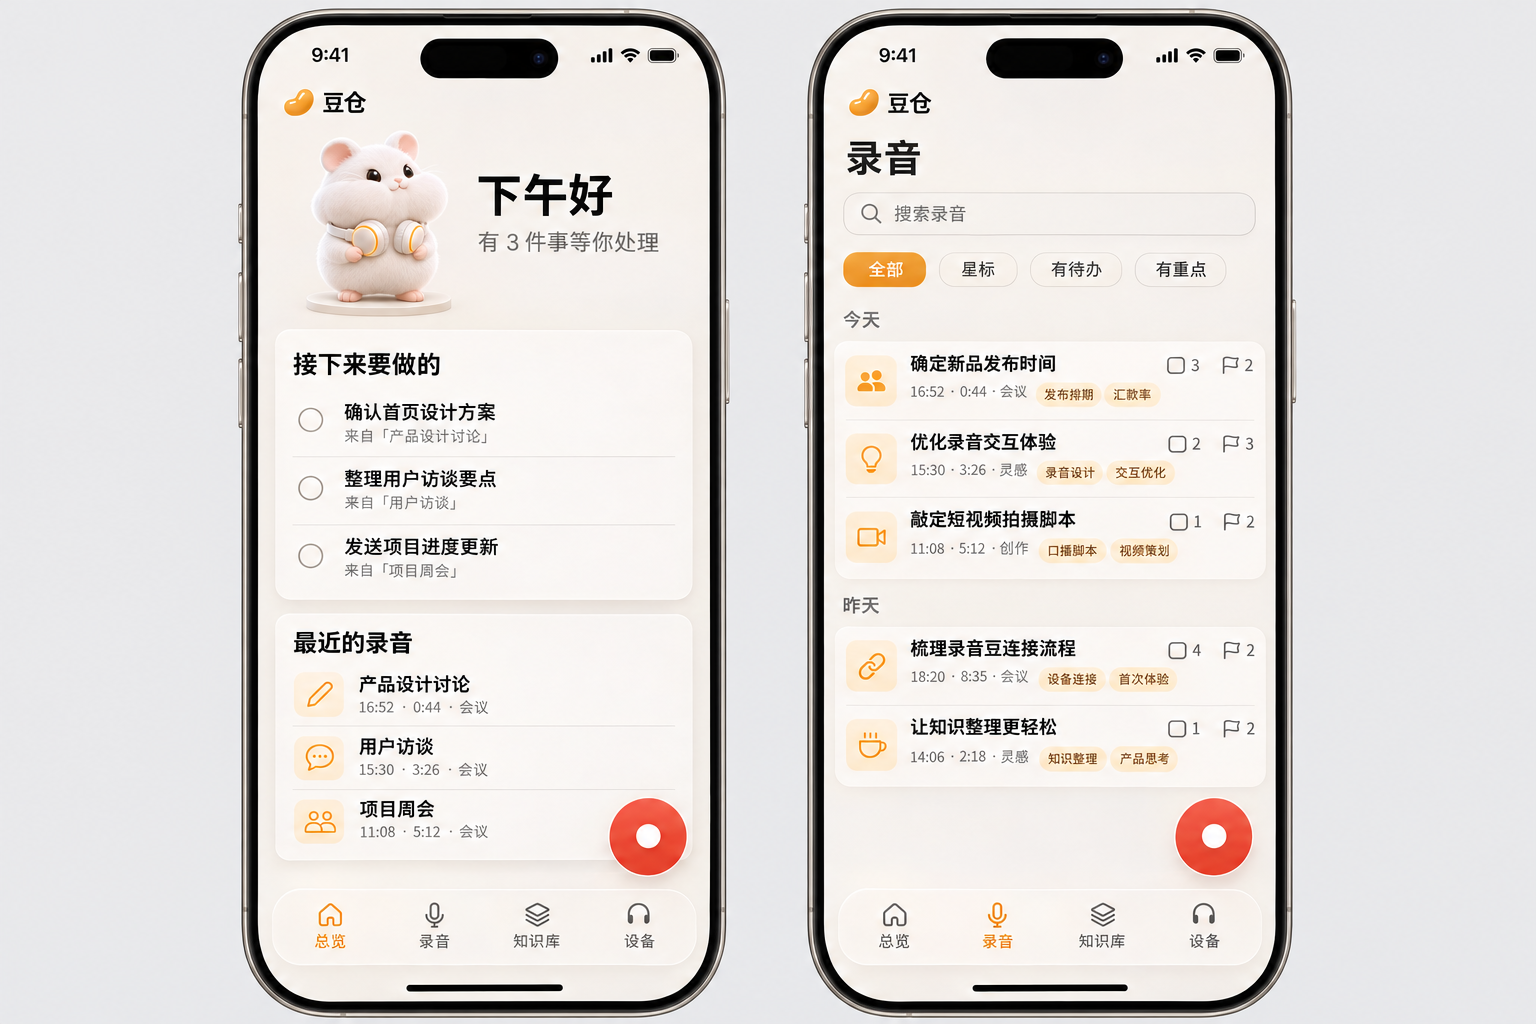 9:41
豆仓
下午好
有 3 件事等你处理
接下来要做的
确认首页设计方案
来自「产品设计讨论」
整理用户访谈要点
来自「用户访谈」
发送项目进度更新
来自「项目周会」
最近的录音
产品设计讨论
16:52 · 0:44 · 会议
用户访谈
15:30 · 3:26 · 会议
项目周会
11:08 · 5:12 · 会议
总览 录音 知识库 设备
9:41
豆仓
录音
搜索录音
全部 星标 有待办 有重点
今天
确定新品发布时间 3 2
16:52 · 0:44 · 会议 发布排期 汇款率
优化录音交互体验 2 3
15:30 · 3:26 · 灵感 录音设计 交互优化
敲定短视频拍摄脚本 1 2
11:08 · 5:12 · 创作 口播脚本 视频策划
昨天
梳理录音豆连接流程 4 2
18:20 · 8:35 · 会议 设备连接 首次体验
让知识整理更轻松 1 2
14:06 · 2:18 · 灵感 知识整理 产品思考
总览 录音 知识库 设备